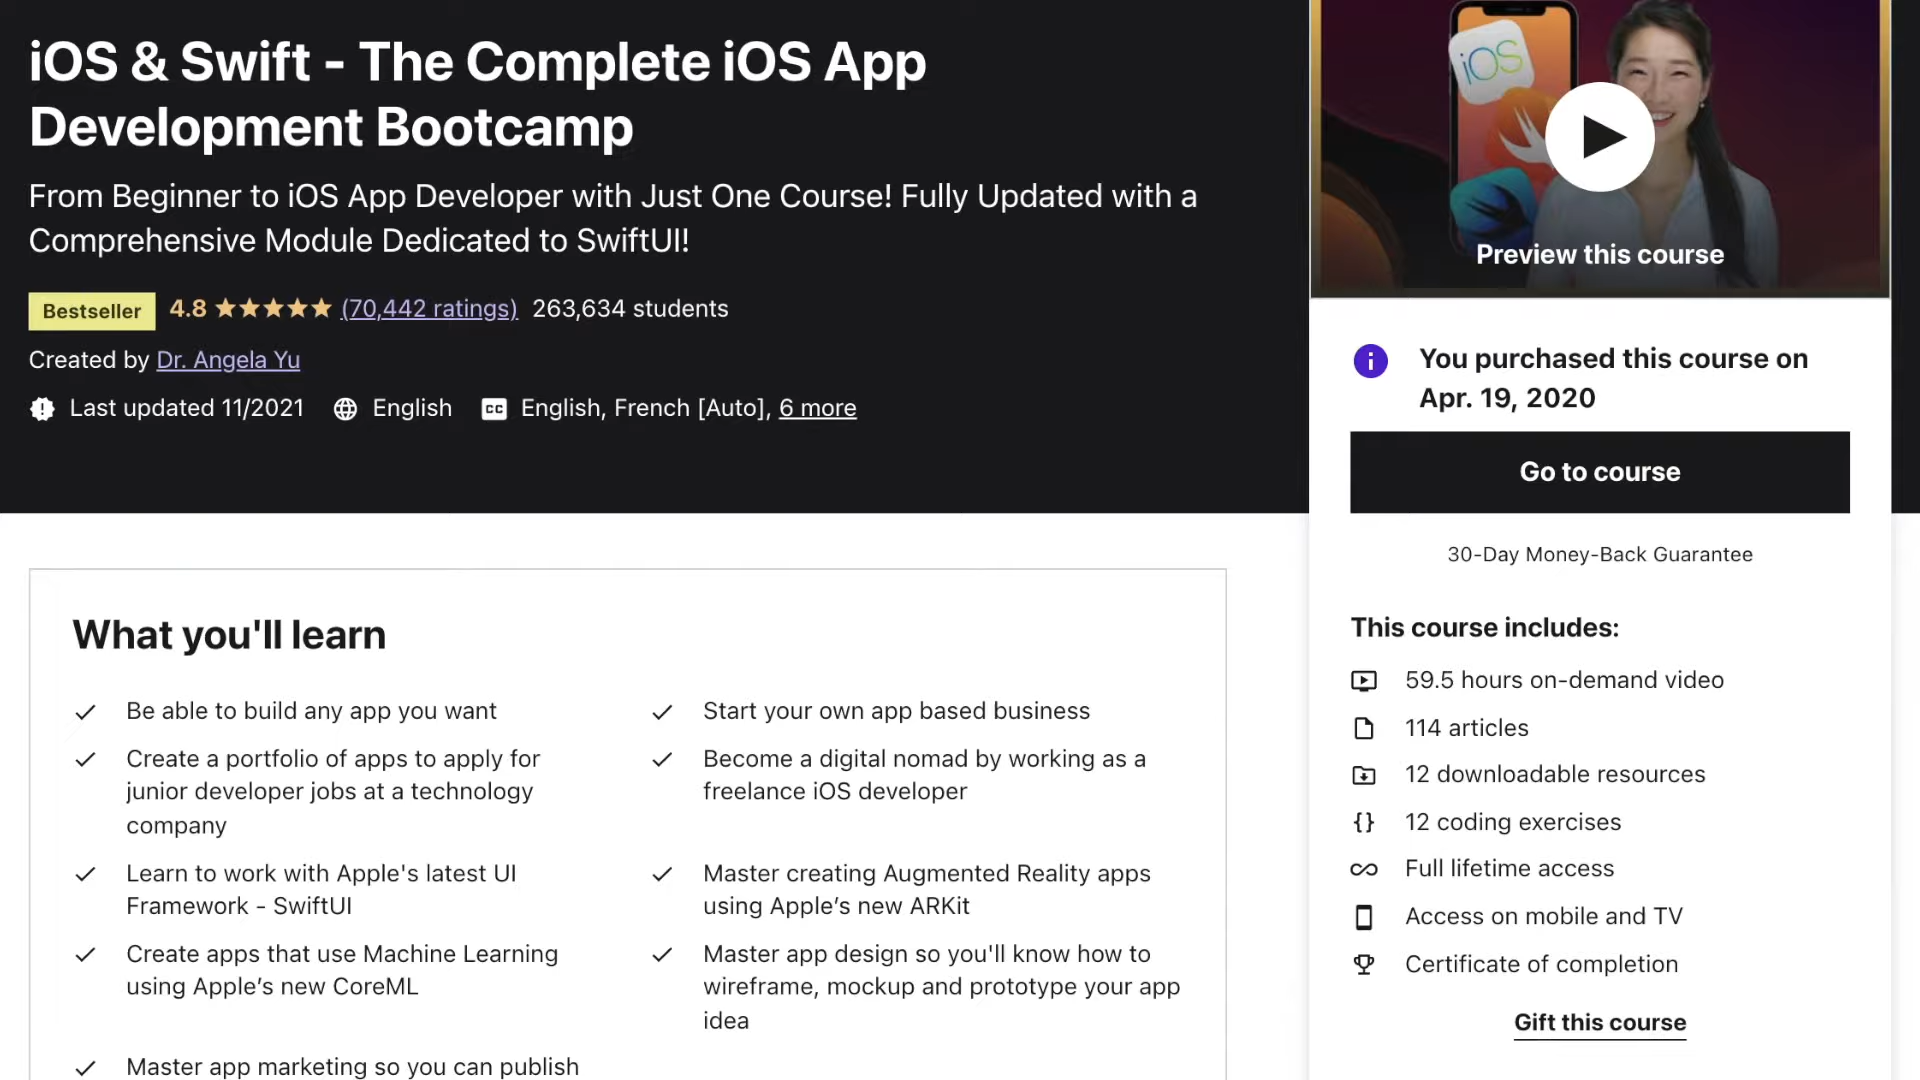 iOS & Swift - The Complete iOS App
Development Bootcamp
From Beginner to iOS App Developer with Just One Course! Fully Updated with a
Comprehensive Module Dedicated to SwiftUI!
Bestseller 4.8 (70,442 ratings) 263,634 students
Created by Dr. Angela Yu
Last updated 11/2021 English CC English, French [Auto], 6 more
What you'll learn
Be able to build any app you want
Create a portfolio of apps to apply for
junior developer jobs at a technology
company
Learn to work with Apple's latest UI
Framework - SwiftUI
Create apps that use Machine Learning
using Apple’s new CoreML
Master app marketing so you can publish
Start your own app based business
Become a digital nomad by working as a
freelance iOS developer
Master creating Augmented Reality apps
using Apple’s new ARKit
Master app design so you'll know how to
wireframe, mockup and prototype your app
idea
iOS
Preview this course
You purchased this course on
Apr. 19, 2020
Go to course
30-Day Money-Back Guarantee
This course includes:
59.5 hours on-demand video
114 articles
12 downloadable resources
{} 12 coding exercises
Full lifetime access
Access on mobile and TV
Certificate of completion
Gift this course